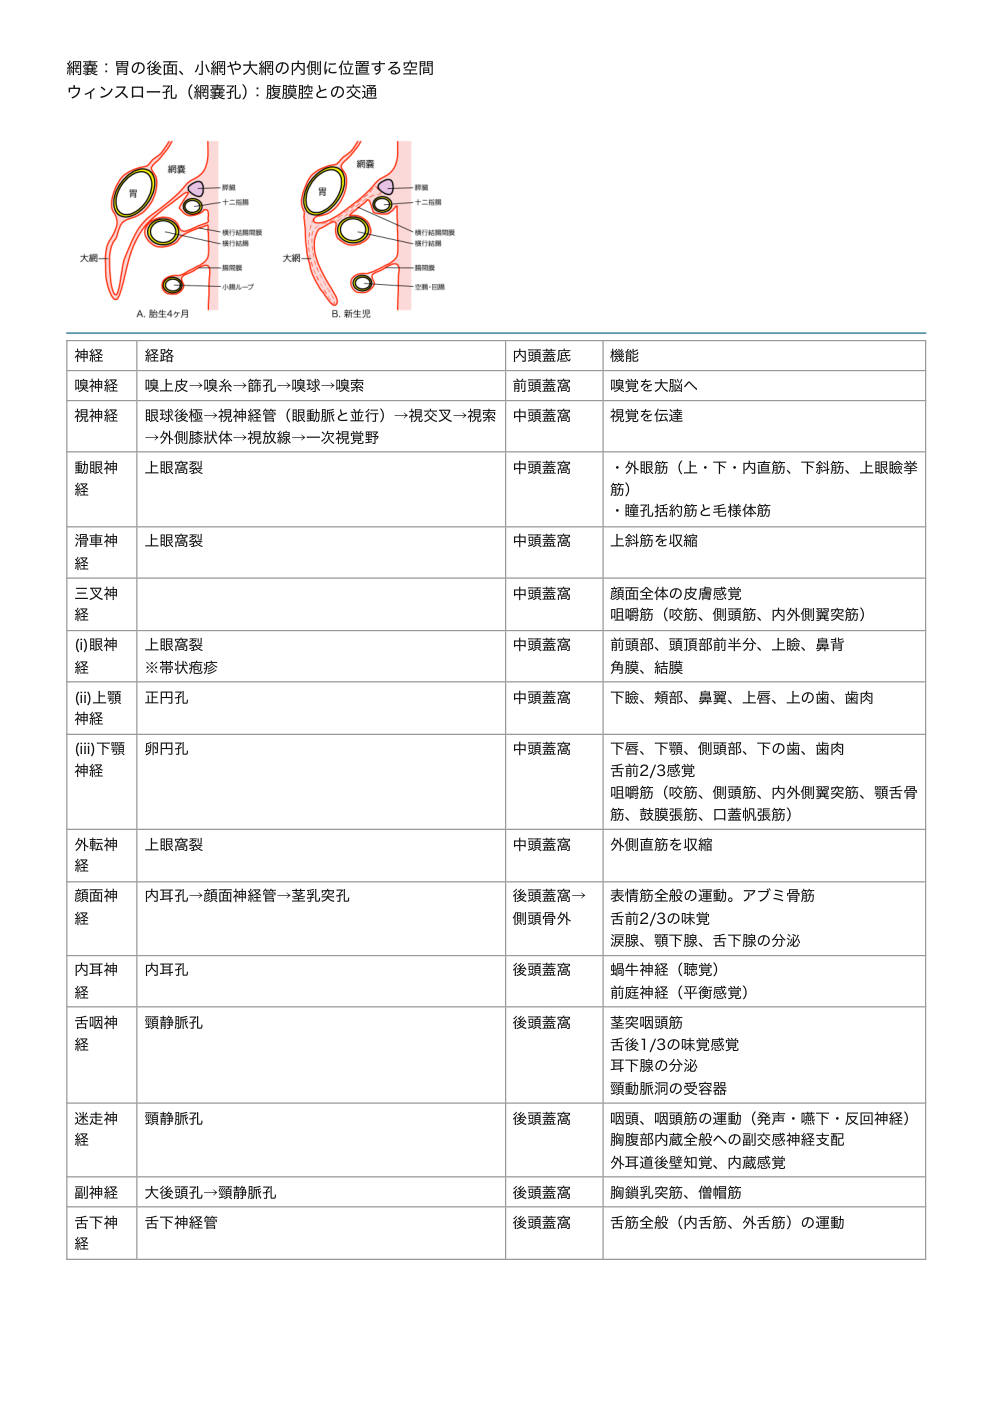 網嚢：胃の後面、小網や大網の内側に位置する空間
ウィンスロー孔（網嚢孔）：腹膜腔との交通
網嚢
胃
膵臓
十二指腸
横行結腸間膜
横行結腸
大網
腸間膜
小腸ループ
A. 胎生4ヶ月
網嚢
胃
膵臓
十二指腸
横行結腸間膜
横行結腸
大網
腸間膜
空腸・回腸
B. 新生児
神経 経路 内頭蓋底 機能
嗅神経 嗅上皮→嗅糸→篩孔→嗅球→嗅索 前頭蓋窩 嗅覚を大脳へ
視神経 眼球後極→視神経管（眼動脈と並行）→視交叉→視索 中頭蓋窩 視覚を伝達
→外側膝状体→視放線→一次視覚野
動眼神 上眼窩裂 中頭蓋窩 ・外眼筋（上・下・内直筋、下斜筋、上眼瞼挙
経 筋）
・瞳孔括約筋と毛様体筋
滑車神 上眼窩裂 中頭蓋窩 上斜筋を収縮
経
三叉神 中頭蓋窩 顔面全体の皮膚感覚
経 咀嚼筋（咬筋、側頭筋、内外側翼突筋）
(i)眼神 上眼窩裂 中頭蓋窩 前頭部、頭頂部前半分、上瞼、鼻背
経 ※帯状疱疹 角膜、結膜
(ii)上顎 正円孔 中頭蓋窩 下瞼、頬部、鼻翼、上唇、上の歯、歯肉
神経
(iii)下顎 卵円孔 中頭蓋窩 下唇、下顎、側頭部、下の歯、歯肉
神経 舌前2/3感覚
咀嚼筋（咬筋、側頭筋、内外側翼突筋、顎舌骨
筋、鼓膜張筋、口蓋帆張筋）
外転神 上眼窩裂 中頭蓋窩 外側直筋を収縮
経
顔面神 内耳孔→顔面神経管→茎乳突孔 後頭蓋窩→ 表情筋全般の運動。アブミ骨筋
経 側頭骨外 舌前2/3の味覚
涙腺、顎下腺、舌下腺の分泌
内耳神 内耳孔 後頭蓋窩 蝸牛神経（聴覚）
経 前庭神経（平衡感覚）
舌咽神 頸静脈孔 後頭蓋窩 茎突咽頭筋
経 舌後1/3の味覚感覚
耳下腺の分泌
頸動脈洞の受容器
迷走神 頸静脈孔 後頭蓋窩 咽頭、咽頭筋の運動（発声・嚥下・反回神経）
経 胸腹部内蔵全般への副交感神経支配
外耳道後壁知覚、内蔵感覚
副神経 大後頭孔→頸静脈孔 後頭蓋窩 胸鎖乳突筋、僧帽筋
舌下神 舌下神経管 後頭蓋窩 舌筋全般（内舌筋、外舌筋）の運動
経